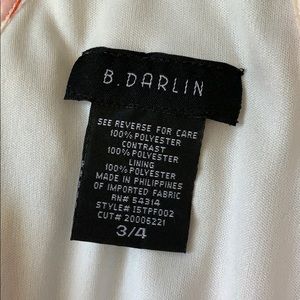 B.DARLIN
SEE REVERSE FOR CARE
100% POLYESTER
CONTRAST
100% POLYESTER
LINING
100% POLYESTER
MADE IN PHILIPPINES
OF IMPORTED FABRIC
RN# 54314
STYLE# ISTPF002
CUT# 20006221
3/4